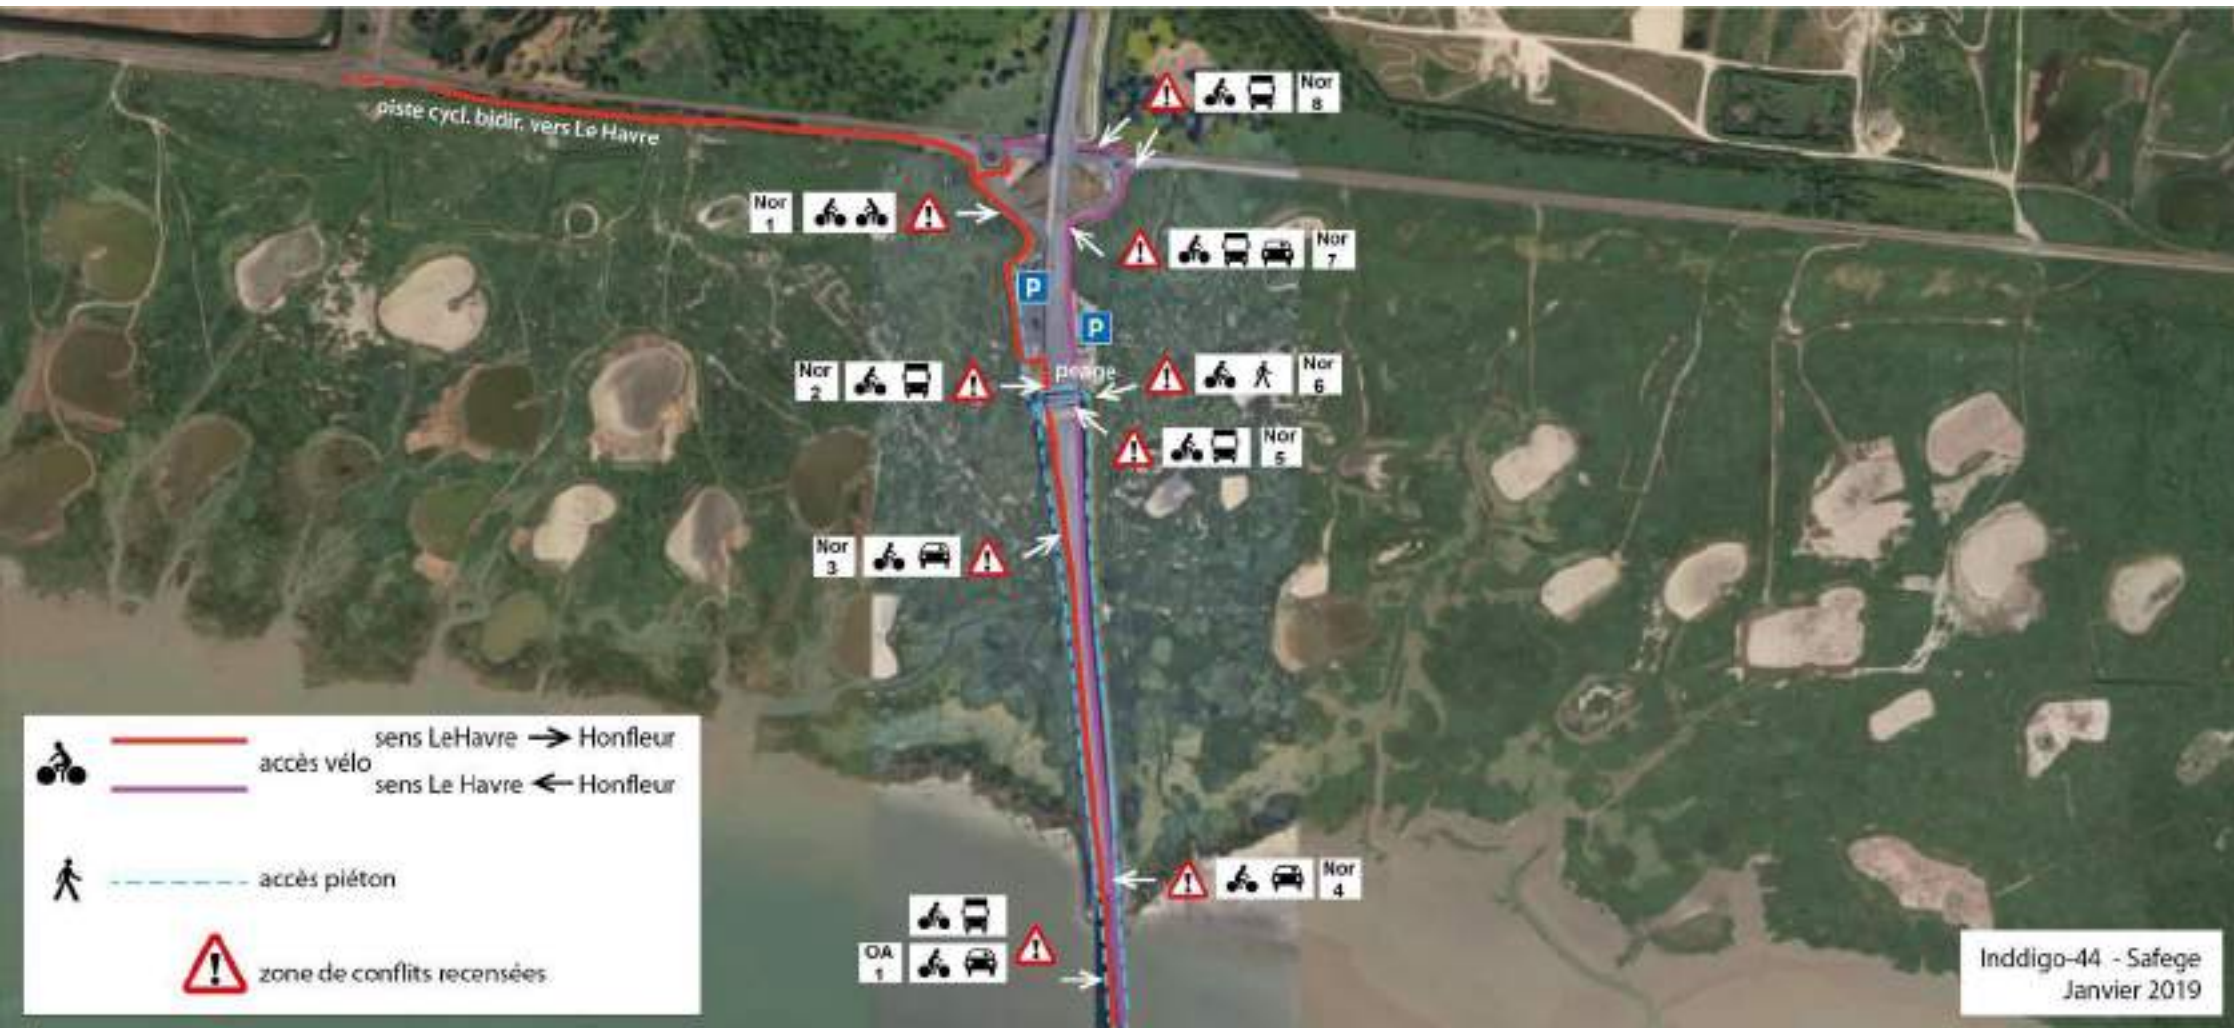 piste cycl. bidir. vers Le Havre
Nor
8
Nor
1
Nor
7
P
P
Nor
2
péage
Nor
6
Nor
5
Nor
3
Nor
4
OA
1
sens LeHavre → Honfleur
accès vélo
sens Le Havre ← Honfleur
accès piéton
zone de conflits recensées
Inddigo-44 - Safege
Janvier 2019